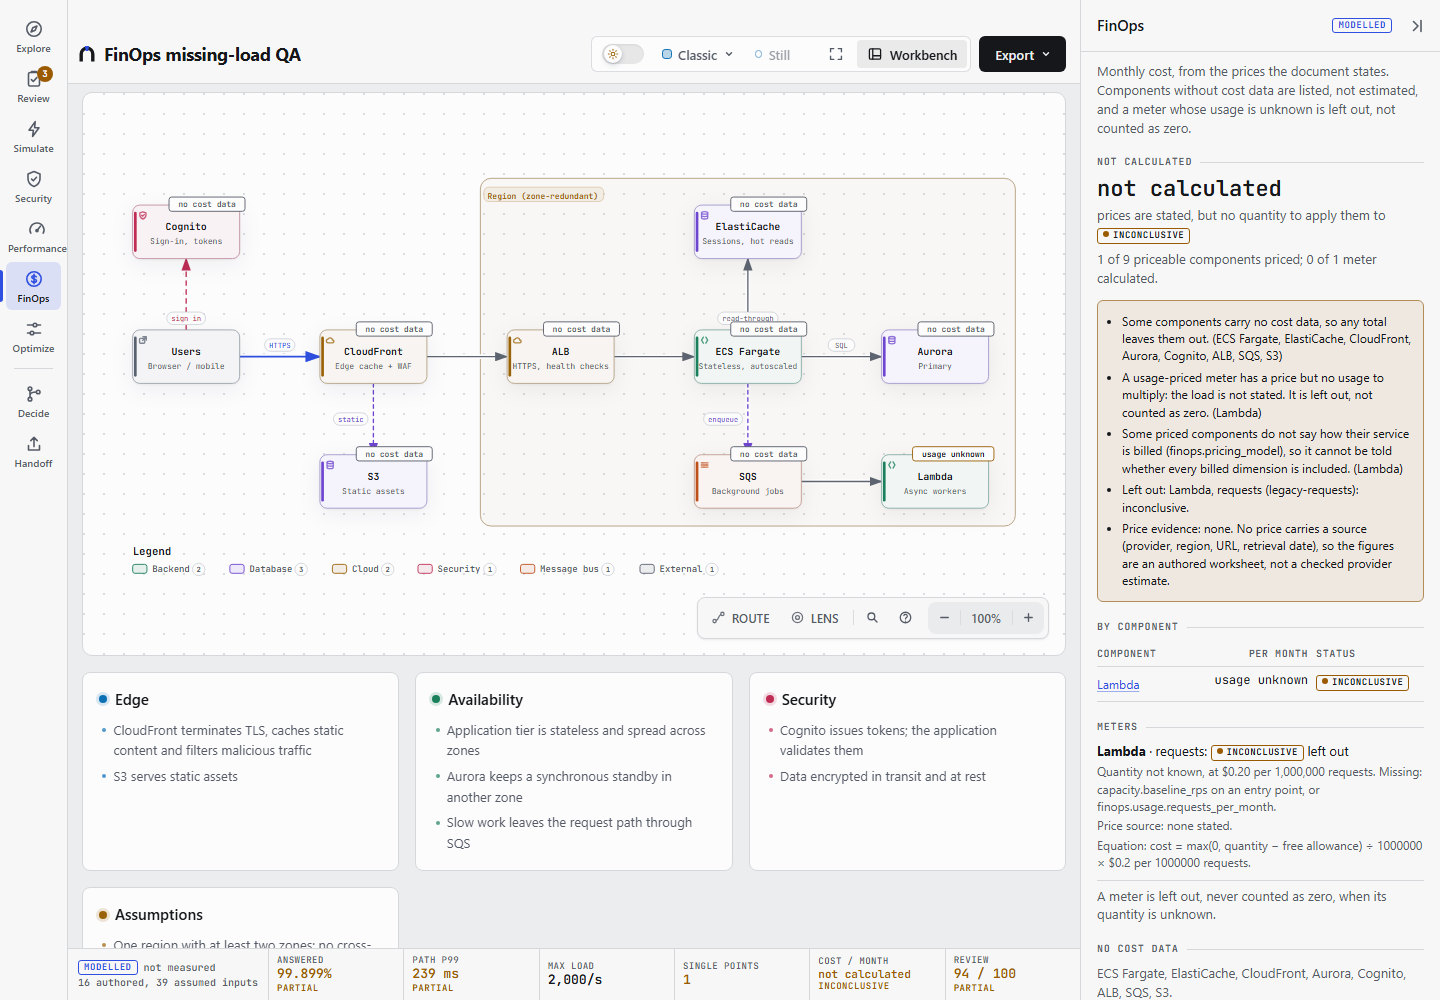 Explore
Review
3
Simulate
Security
Performance
FinOps
Optimize
Decide
Handoff
FinOps missing-load QA
Classic
Still
Workbench
Export
Region (zone-redundant)
no cost data
Cognito
Sign-in, tokens
no cost data
ElastiCache
Sessions, hot reads
sign in
read-through
Users
Browser / mobile
HTTPS
no cost data
CloudFront
Edge cache + WAF
no cost data
ALB
HTTPS, health checks
no cost data
ECS Fargate
Stateless, autoscaled
SQL
no cost data
Aurora
Primary
static
enqueue
no cost data
S3
Static assets
no cost data
SQS
Background jobs
usage unknown
Lambda
Async workers
Legend
Backend 2
Database 3
Cloud 2
Security 1
Message bus 1
External 1
ROUTE
LENS
100%
Edge
CloudFront terminates TLS, caches static
content and filters malicious traffic
S3 serves static assets
Availability
Application tier is stateless and spread across
zones
Aurora keeps a synchronous standby in
another zone
Slow work leaves the request path through
SQS
Security
Cognito issues tokens; the application
validates them
Data encrypted in transit and at rest
Assumptions
One region with at least two zones; no cross-
MODELLED not measured
16 authored, 39 assumed inputs
ANSWERED
99.899%
PARTIAL
PATH P99
239 ms
PARTIAL
MAX LOAD
2,000/s
SINGLE POINTS
1
COST / MONTH
not calculated
INCONCLUSIVE
REVIEW
94 / 100
PARTIAL
FinOps
MODELLED
Monthly cost, from the prices the document states.
Components without cost data are listed, not estimated,
and a meter whose usage is unknown is left out, not
counted as zero.
NOT CALCULATED
not calculated
prices are stated, but no quantity to apply them to
INCONCLUSIVE
1 of 9 priceable components priced; 0 of 1 meter
calculated.
Some components carry no cost data, so any total
leaves them out. (ECS Fargate, ElastiCache, CloudFront,
Aurora, Cognito, ALB, SQS, S3)
A usage-priced meter has a price but no usage to
multiply: the load is not stated. It is left out, not
counted as zero. (Lambda)
Some priced components do not say how their service
is billed (finops.pricing_model), so it cannot be told
whether every billed dimension is included. (Lambda)
Left out: Lambda, requests (legacy-requests):
inconclusive.
Price evidence: none. No price carries a source
(provider, region, URL, retrieval date), so the figures
are an authored worksheet, not a checked provider
estimate.
BY COMPONENT
COMPONENT PER MONTH STATUS
Lambda usage unknown INCONCLUSIVE
METERS
Lambda · requests: INCONCLUSIVE left out
Quantity not known, at $0.20 per 1,000,000 requests. Missing:
capacity.baseline_rps on an entry point, or
finops.usage.requests_per_month.
Price source: none stated.
Equation: cost = max(0, quantity − free allowance) ÷ 1000000
× $0.2 per 1000000 requests.
A meter is left out, never counted as zero, when its
quantity is unknown.
NO COST DATA
ECS Fargate, ElastiCache, CloudFront, Aurora, Cognito,
ALB, SQS, S3.